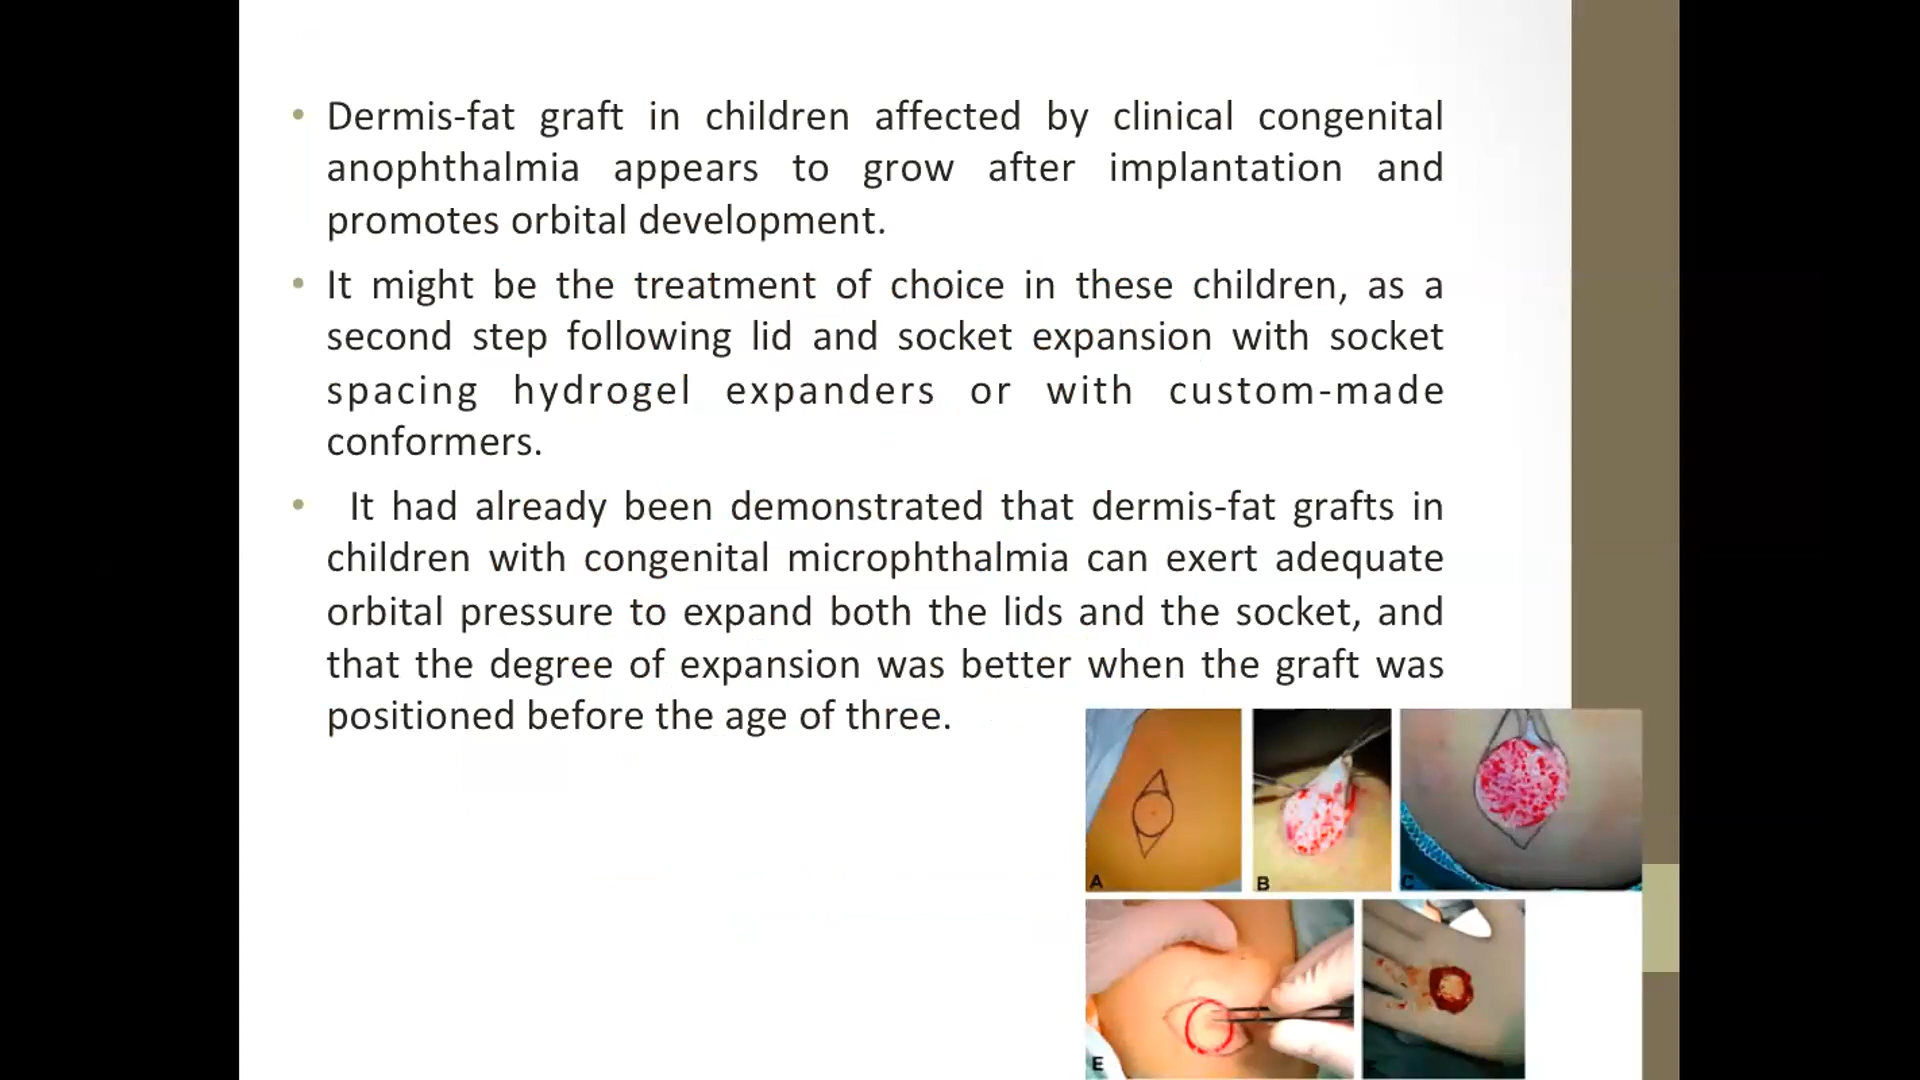 • Dermis-fat graft in children affected by clinical congenital
anophthalmia appears to grow after implantation and
promotes orbital development.
• It might be the treatment of choice in these children, as a
second step following lid and socket expansion with socket
spacing hydrogel expanders or with custom-made
conformers.
• It had already been demonstrated that dermis-fat grafts in
children with congenital microphthalmia can exert adequate
orbital pressure to expand both the lids and the socket, and
that the degree of expansion was better when the graft was
positioned before the age of three.
A
B
C
E